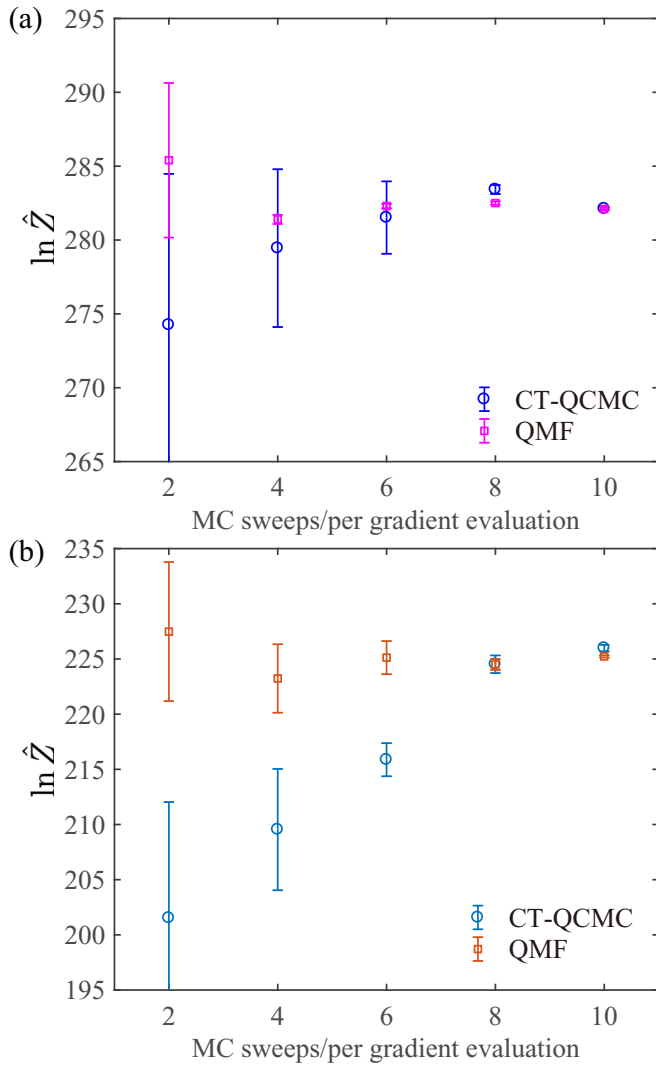 (a)
295
290
285
280
275
270
265
ln Ẑ
CT-QCMC
QMF
2 4 6 8 10
MC sweeps/per gradient evaluation
(b)
235
230
225
220
215
210
205
200
195
ln Ẑ
CT-QCMC
QMF
2 4 6 8 10
MC sweeps/per gradient evaluation